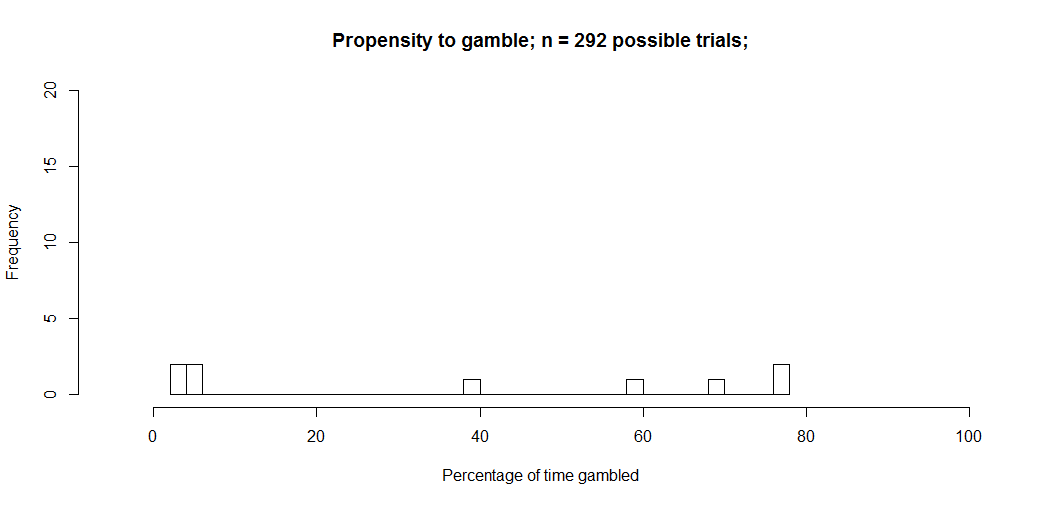 Propensity to gamble; n = 292 possible trials;
20
15
10
5
0
Frequency
0 20 40 60 80 100
Percentage of time gambled